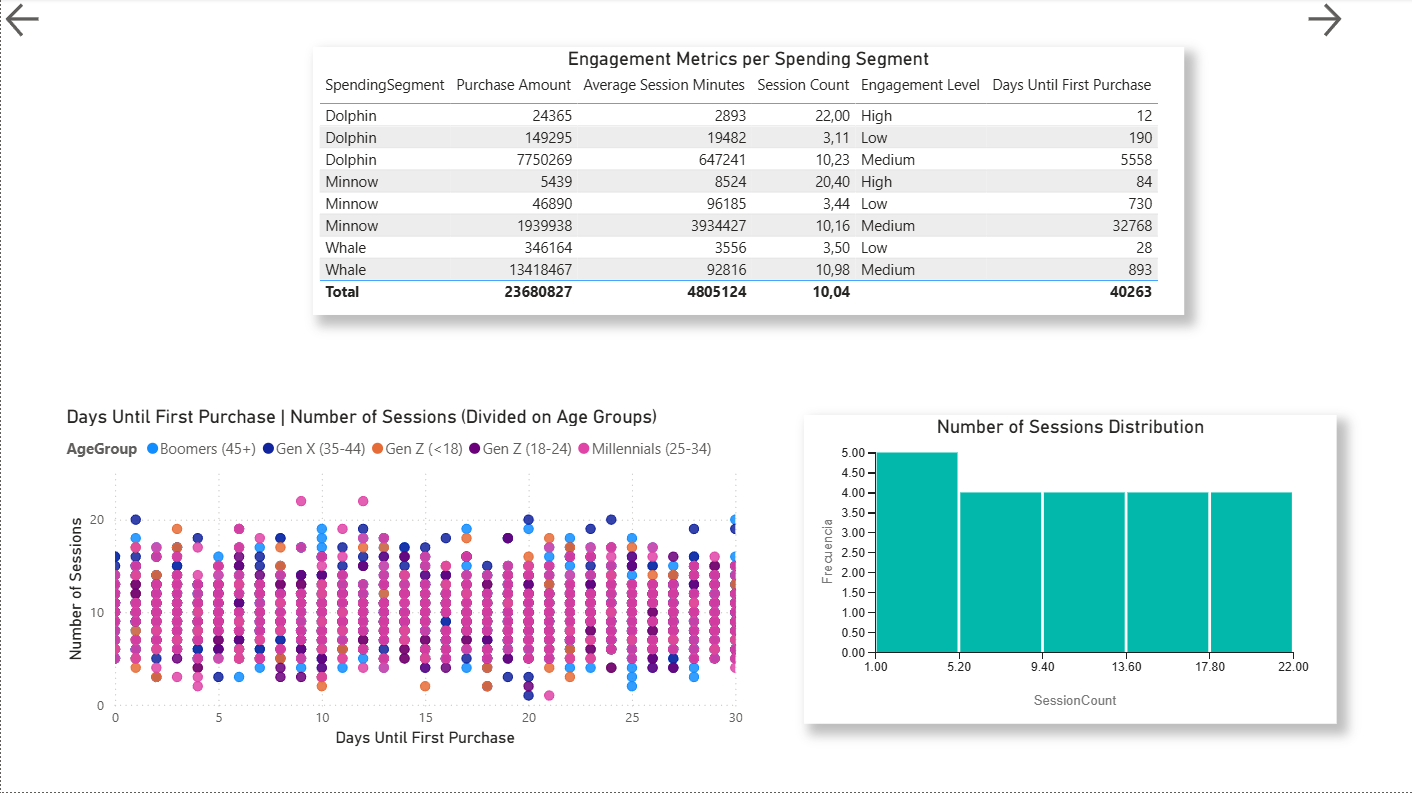 Engagement Metrics per Spending Segment
SpendingSegment Purchase Amount Average Session Minutes Session Count Engagement Level Days Until First Purchase
Dolphin 24365 2893 22,00 High 12
Dolphin 149295 19482 3,11 Low 190
Dolphin 7750269 647241 10,23 Medium 5558
Minnow 5439 8524 20,40 High 84
Minnow 46890 96185 3,44 Low 730
Minnow 1939938 3934427 10,16 Medium 32768
Whale 346164 3556 3,50 Low 28
Whale 13418467 92816 10,98 Medium 893
Total 23680827 4805124 10,04 40263
Days Until First Purchase | Number of Sessions (Divided on Age Groups)
AgeGroup Boomers (45+) Gen X (35-44) Gen Z (<18) Gen Z (18-24) Millennials (25-34)
Number of Sessions
20
10
0
0 5 10 15 20 25 30
Days Until First Purchase
Number of Sessions Distribution
Frecuencia
5.00
4.50
4.00
3.50
3.00
2.50
2.00
1.50
1.00
0.50
0.00
1.00 5.20 9.40 13.60 17.80 22.00
SessionCount